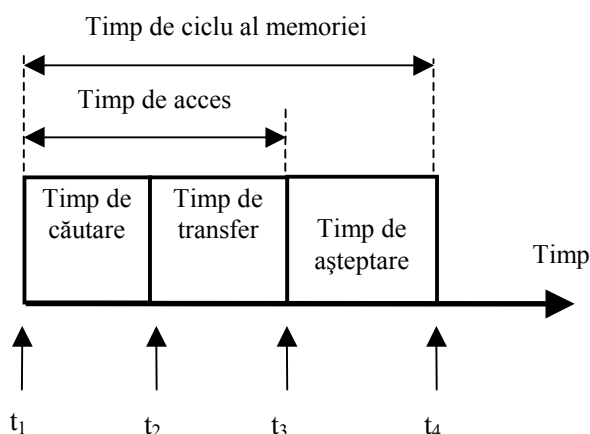 Timp de ciclu al memoriei
Timp de acces
Timp de căutare
Timp de transfer
Timp de aşteptare
Timp
t₁
t₂
t₃
t₄